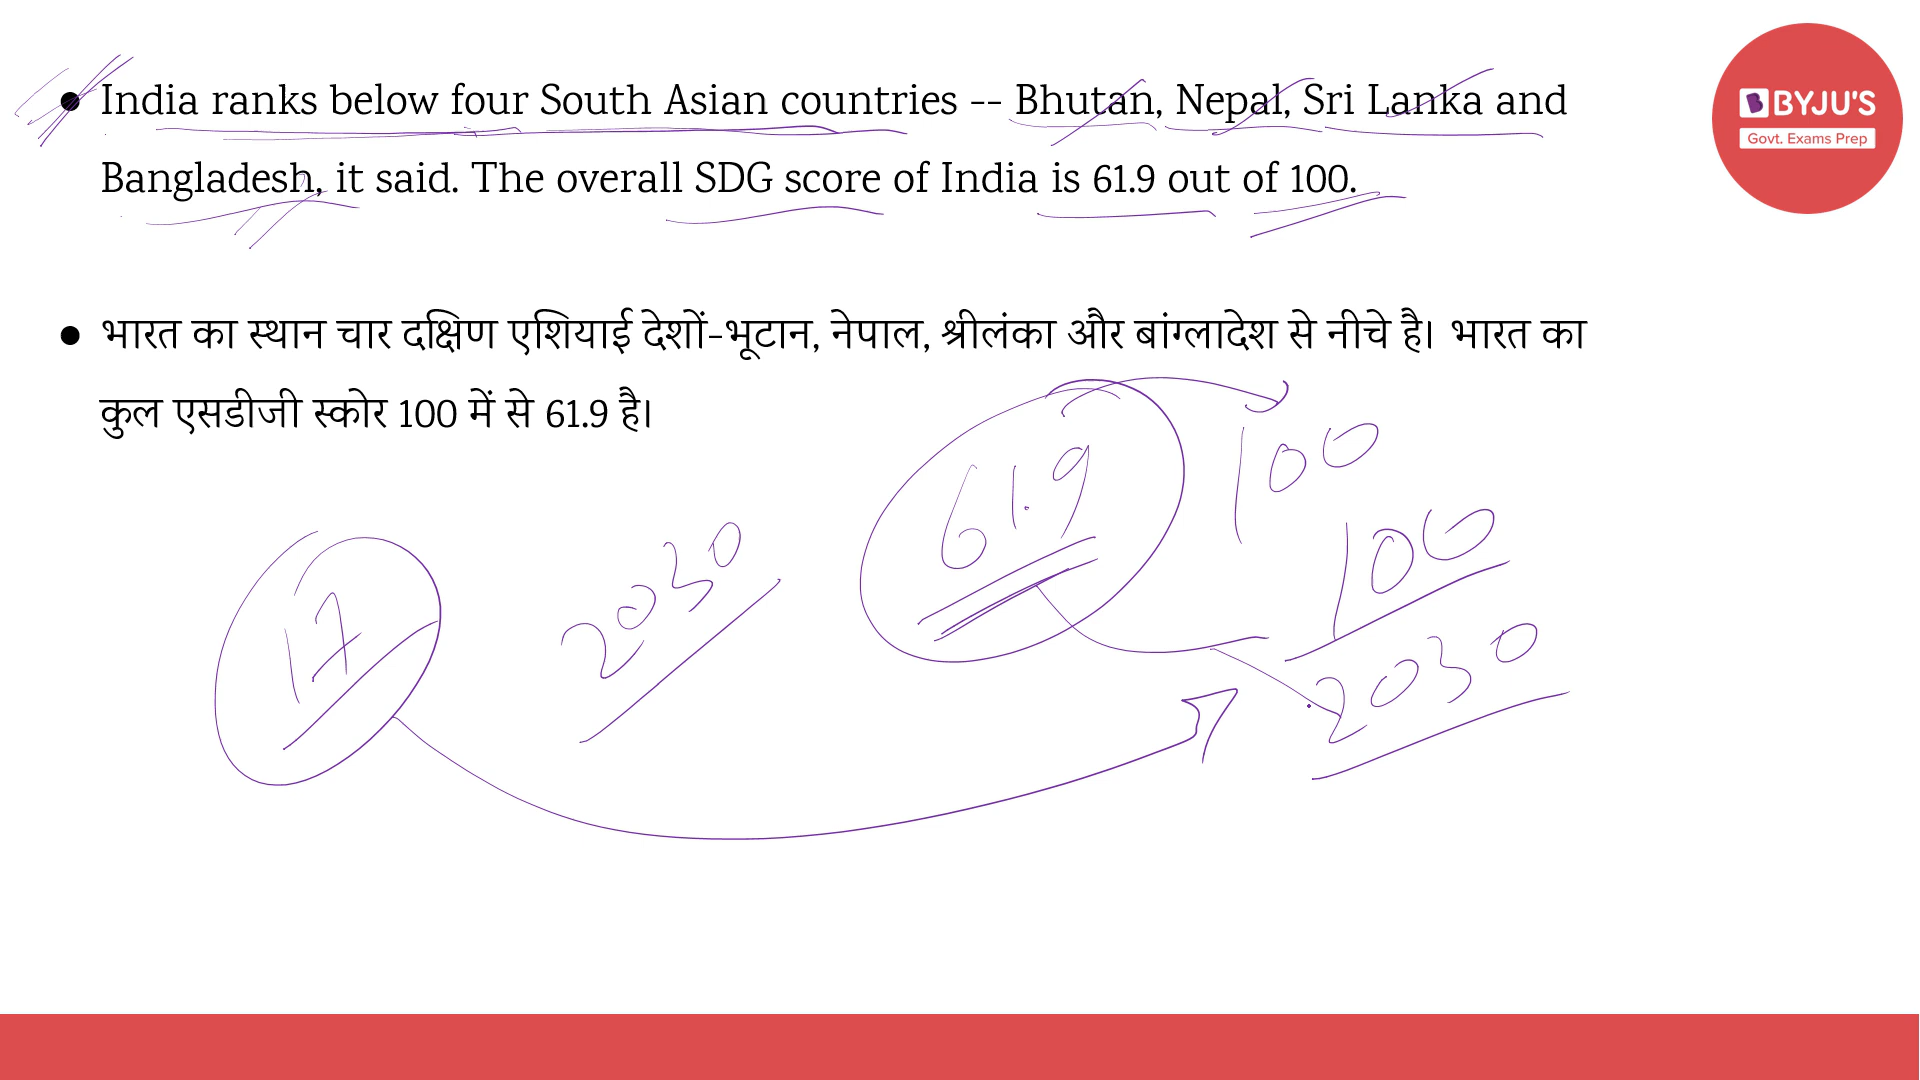 ● India ranks below four South Asian countries -- Bhutan, Nepal, Sri Lanka and
Bangladesh, it said. The overall SDG score of India is 61.9 out of 100.
BYJU'S
Govt. Exams Prep
● भारत का स्थान चार दक्षिण एशियाई देशों-भूटान, नेपाल, श्रीलंका और बांग्लादेश से नीचे है। भारत का
कुल एसडीजी स्कोर 100 में से 61.9 है।
61.9
100
17
2030
100
2030